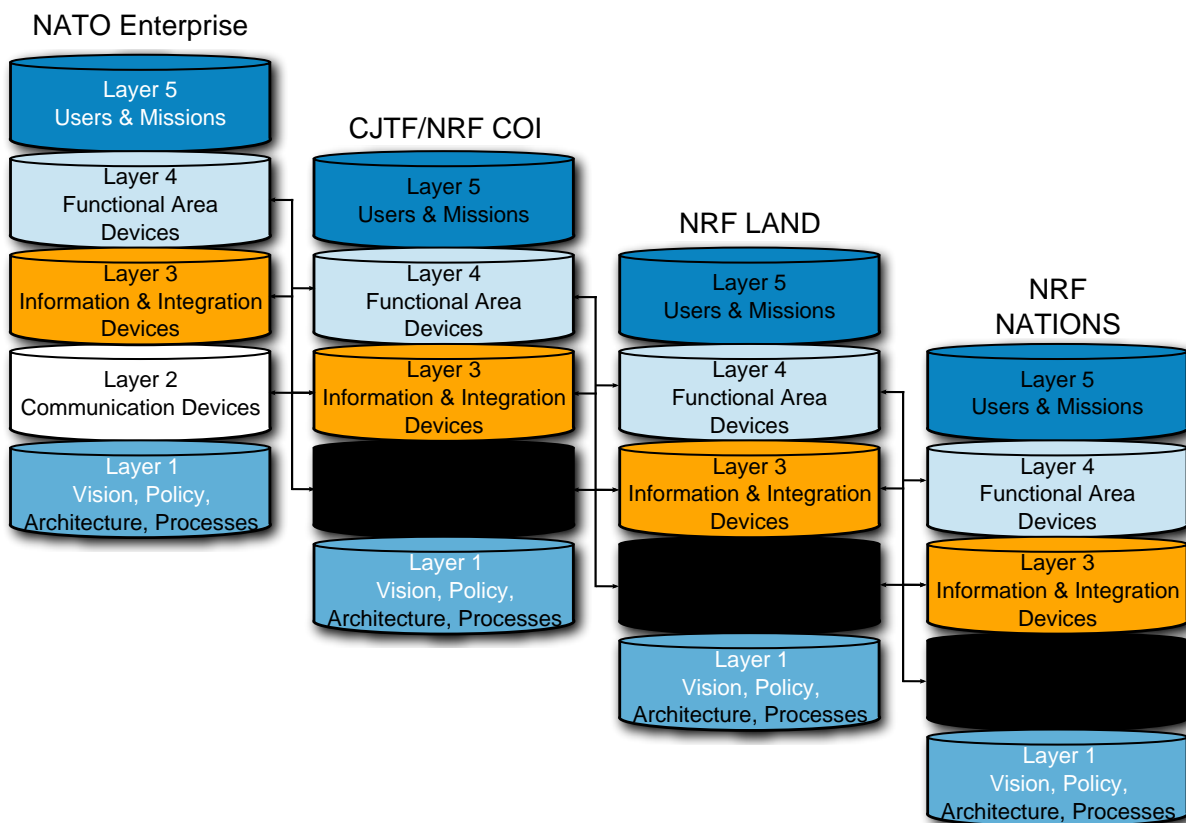 NATO Enterprise
Layer 5
Users & Missions
Layer 4
Functional Area
Devices
Layer 3
Information & Integration
Devices
Layer 2
Communication Devices
Layer 1
Vision, Policy,
Architecture, Processes
CJTF/NRF COI
Layer 5
Users & Missions
Layer 4
Functional Area
Devices
Layer 3
Information & Integration
Devices
Layer 1
Vision, Policy,
Architecture, Processes
NRF LAND
Layer 5
Users & Missions
Layer 4
Functional Area
Devices
Layer 3
Information & Integration
Devices
Layer 1
Vision, Policy,
Architecture, Processes
NRF
NATIONS
Layer 5
Users & Missions
Layer 4
Functional Area
Devices
Layer 3
Information & Integration
Devices
Layer 1
Vision, Policy,
Architecture, Processes